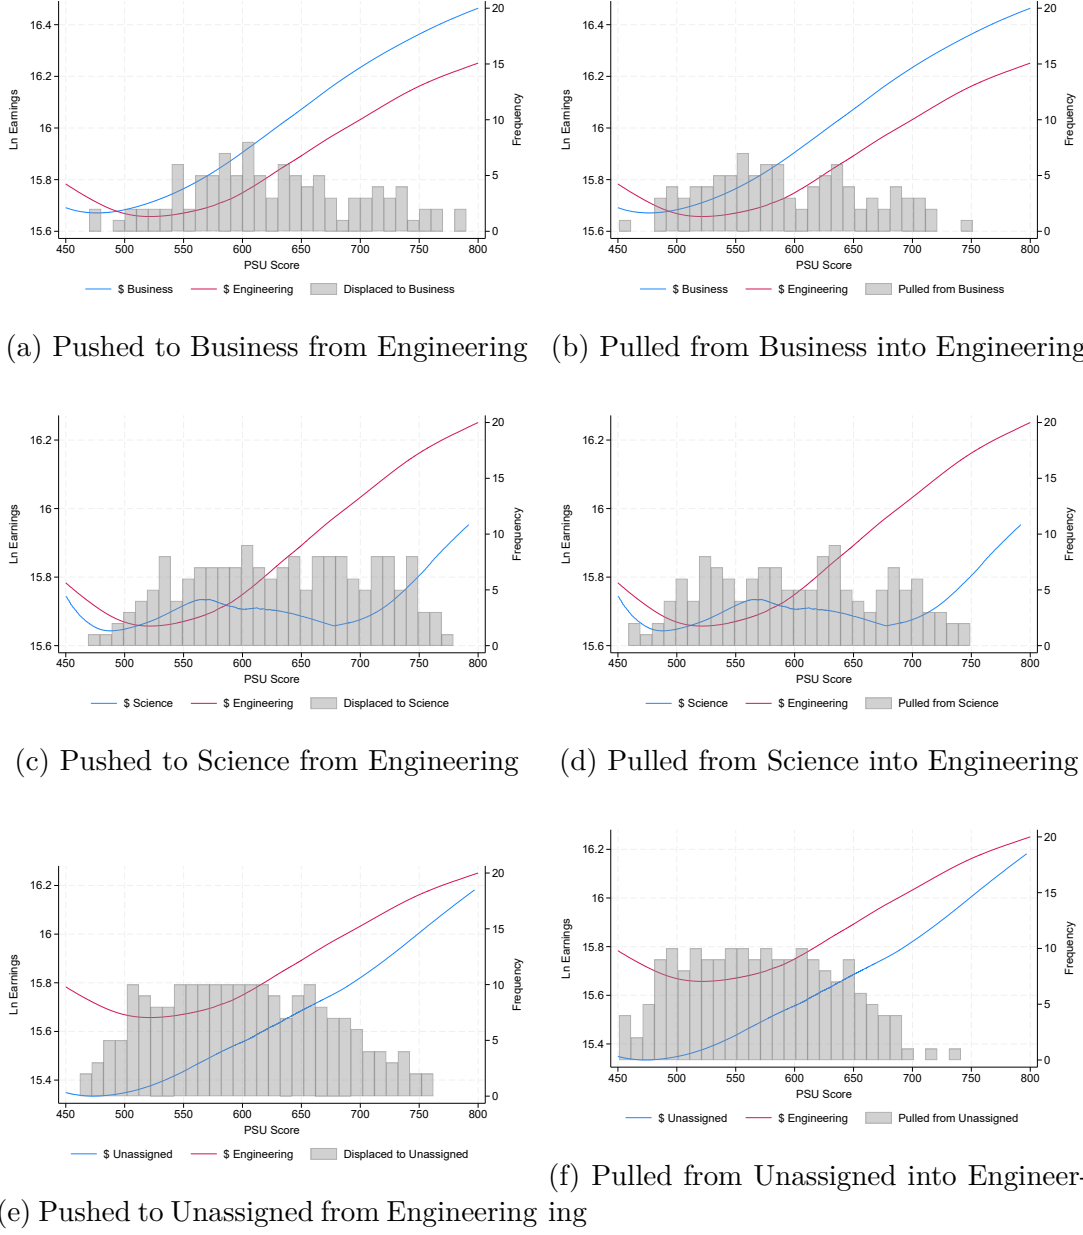 16.4
16.2
16
15.8
15.6
Ln Earnings
20
15
10
5
0
Frequency
450 500 550 600 650 700 750 800
PSU Score
$ Business $ Engineering Displaced to Business
(a) Pushed to Business from Engineering
16.4
16.2
16
15.8
15.6
Ln Earnings
20
15
10
5
0
Frequency
450 500 550 600 650 700 750 800
PSU Score
$ Business $ Engineering Pulled from Business
(b) Pulled from Business into Engineering
16.2
16
15.8
15.6
Ln Earnings
20
15
10
5
0
Frequency
450 500 550 600 650 700 750 800
PSU Score
$ Science $ Engineering Displaced to Science
(c) Pushed to Science from Engineering
16.2
16
15.8
15.6
Ln Earnings
20
15
10
5
0
Frequency
450 500 550 600 650 700 750 800
PSU Score
$ Science $ Engineering Pulled from Science
(d) Pulled from Science into Engineering
16.2
16
15.8
15.6
15.4
Ln Earnings
20
15
10
5
0
Frequency
450 500 550 600 650 700 750 800
PSU Score
$ Unassigned $ Engineering Displaced to Unassigned
(e) Pushed to Unassigned from Engineering
16.2
16
15.8
15.6
15.4
Ln Earnings
20
15
10
5
0
Frequency
450 500 550 600 650 700 750 800
PSU Score
$ Unassigned $ Engineering Pulled from Unassigned
(f) Pulled from Unassigned into Engineer-
ing